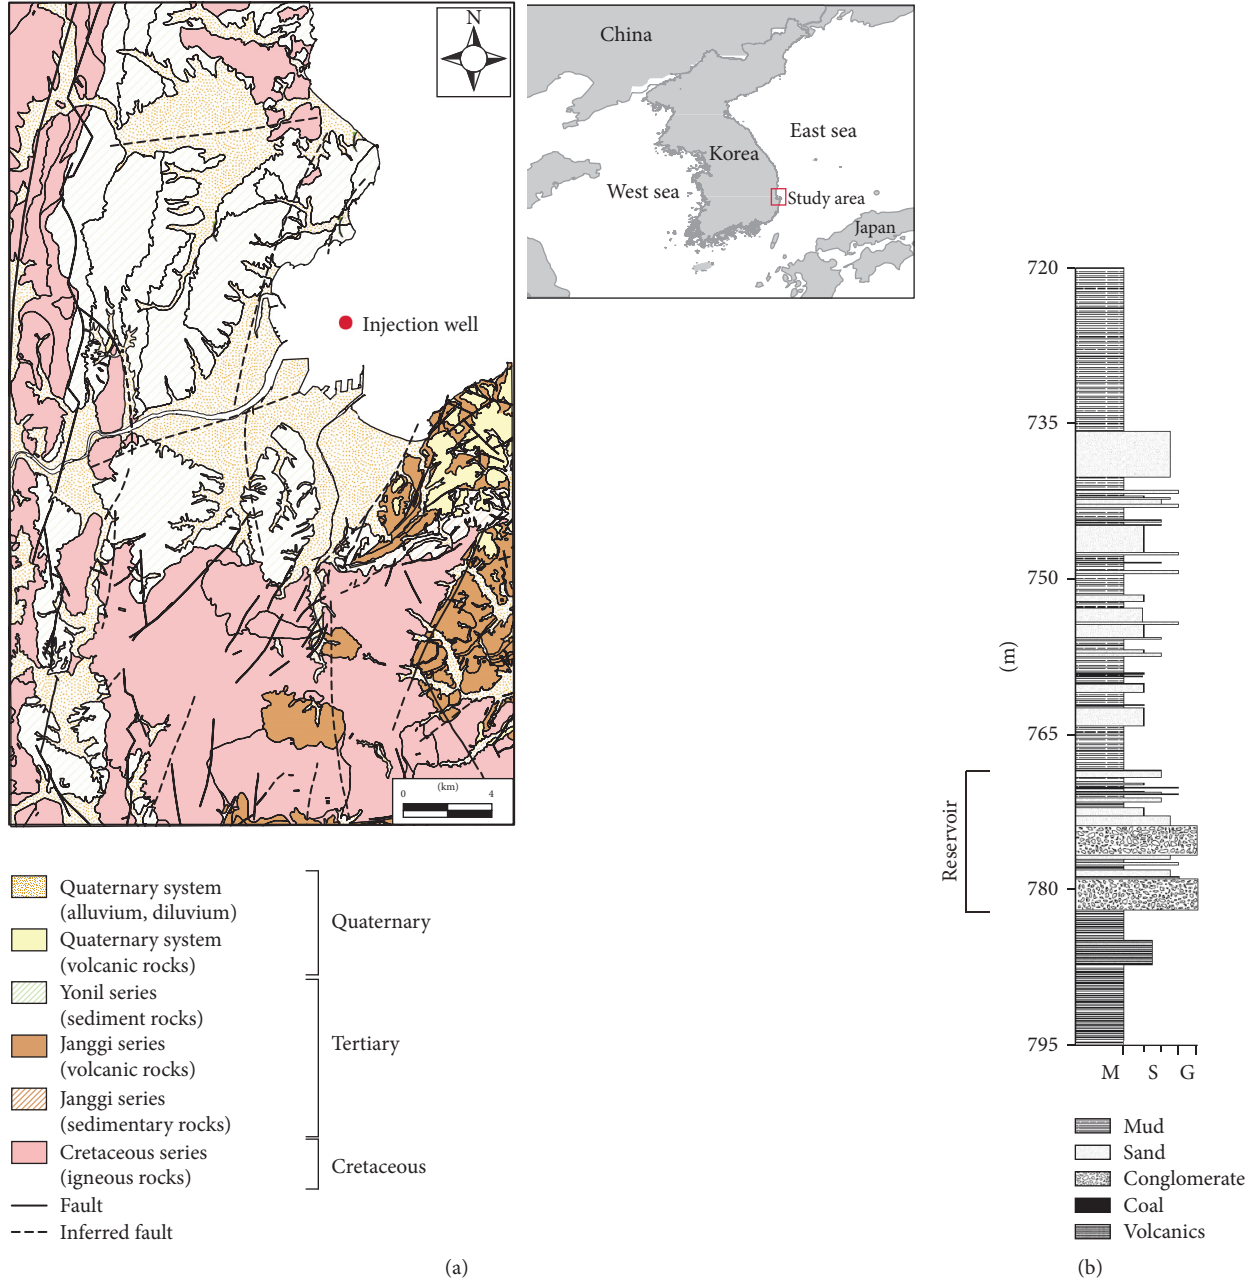 N
Injection well
(km)
0
4
China
Korea
East sea
West sea
Study area
Japan
Quaternary system
(alluvium, diluvium)
Quaternary system
(volcanic rocks)
Yonil series
(sediment rocks)
Janggi series
(volcanic rocks)
Janggi series
(sedimentary rocks)
Cretaceous series
(igneous rocks)
Fault
Inferred fault
Quaternary
Tertiary
Cretaceous
(a)
720
735
750
(m)
765
Reservoir
780
795
M
S
G
Mud
Sand
Conglomerate
Coal
Volcanics
(b)